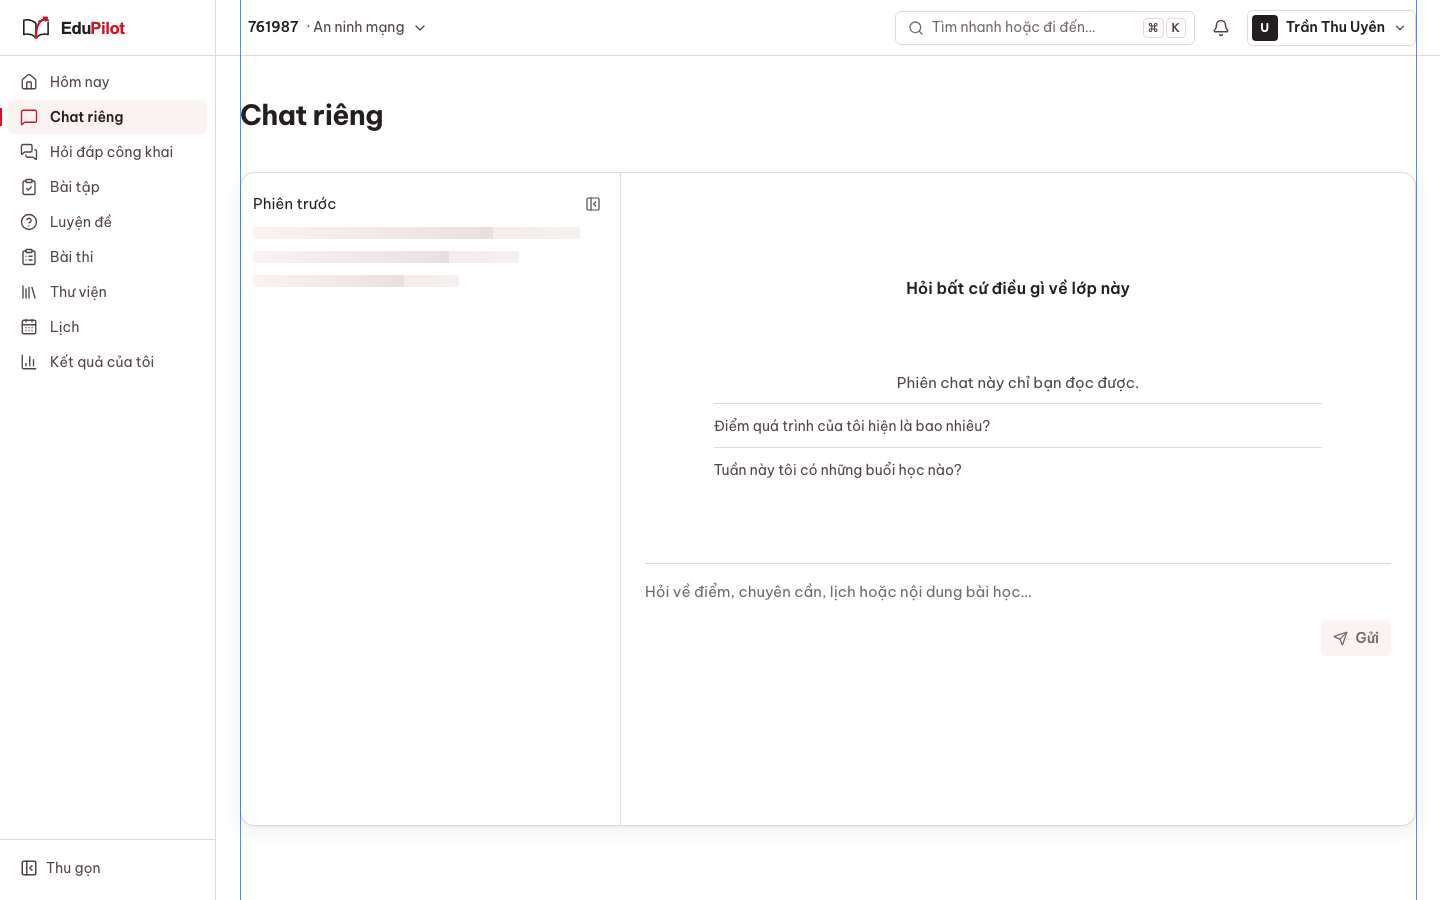 EduPilot
761987 · An ninh mạng
Tìm nhanh hoặc đi đến...
⌘ K
U Trần Thu Uyên
Hôm nay
Chat riêng
Hỏi đáp công khai
Bài tập
Luyện đề
Bài thi
Thư viện
Lịch
Kết quả của tôi
Thu gọn
Chat riêng
Phiên trước
Hỏi bất cứ điều gì về lớp này
Phiên chat này chỉ bạn đọc được.
Điểm quá trình của tôi hiện là bao nhiêu?
Tuần này tôi có những buổi học nào?
Hỏi về điểm, chuyên cần, lịch hoặc nội dung bài học...
Gửi